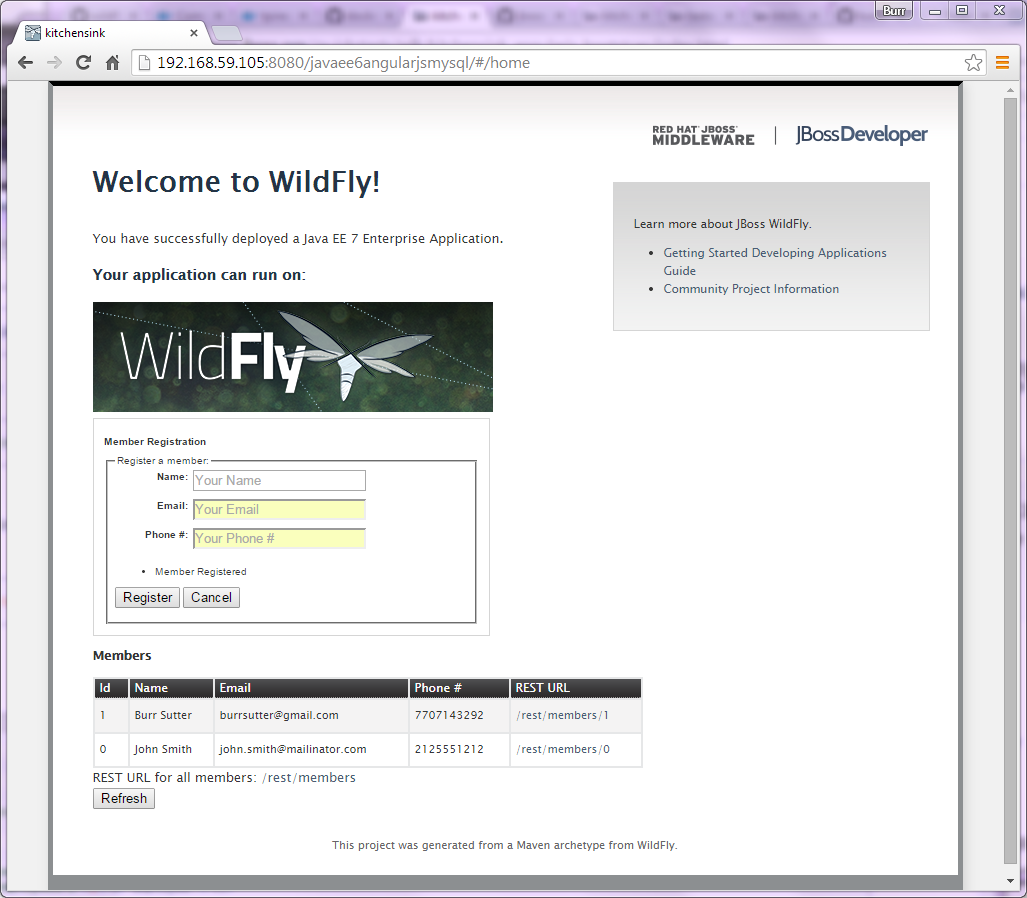 Burr
kitchensink
192.168.59.105:8080/javaee6angularjsmysql/#/home
RED HAT JBOSS MIDDLEWARE | JBossDeveloper
Welcome to WildFly!
You have successfully deployed a Java EE 7 Enterprise Application.
Your application can run on:
WildFly
Learn more about JBoss WildFly.
• Getting Started Developing Applications
Guide
• Community Project Information
Member Registration
Register a member:
Name: Your Name
Email: Your Email
Phone #: Your Phone #
• Member Registered
Register Cancel
Members
Id Name Email Phone # REST URL
1 Burr Sutter burrsutter@gmail.com 7707143292 /rest/members/1
0 John Smith john.smith@mailinator.com 2125551212 /rest/members/0
REST URL for all members: /rest/members
Refresh
This project was generated from a Maven archetype from WildFly.